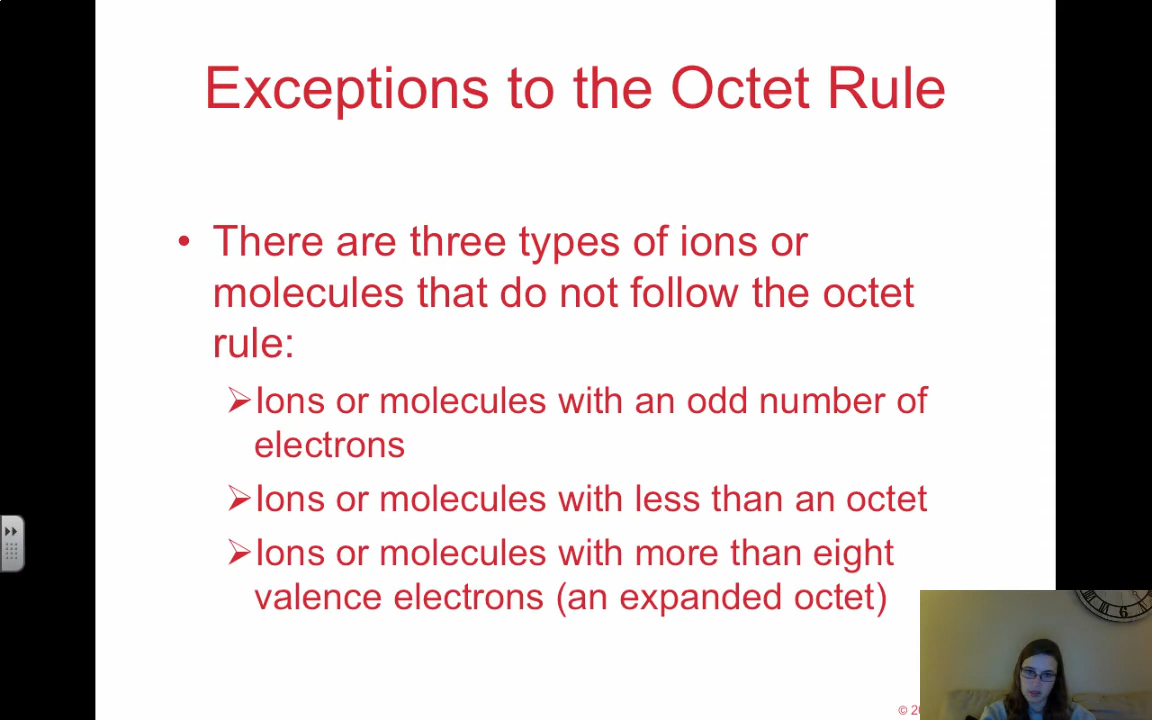 Exceptions to the Octet Rule
• There are three types of ions or
molecules that do not follow the octet
rule:
➢Ions or molecules with an odd number of
electrons
➢Ions or molecules with less than an octet
➢Ions or molecules with more than eight
valence electrons (an expanded octet)
©